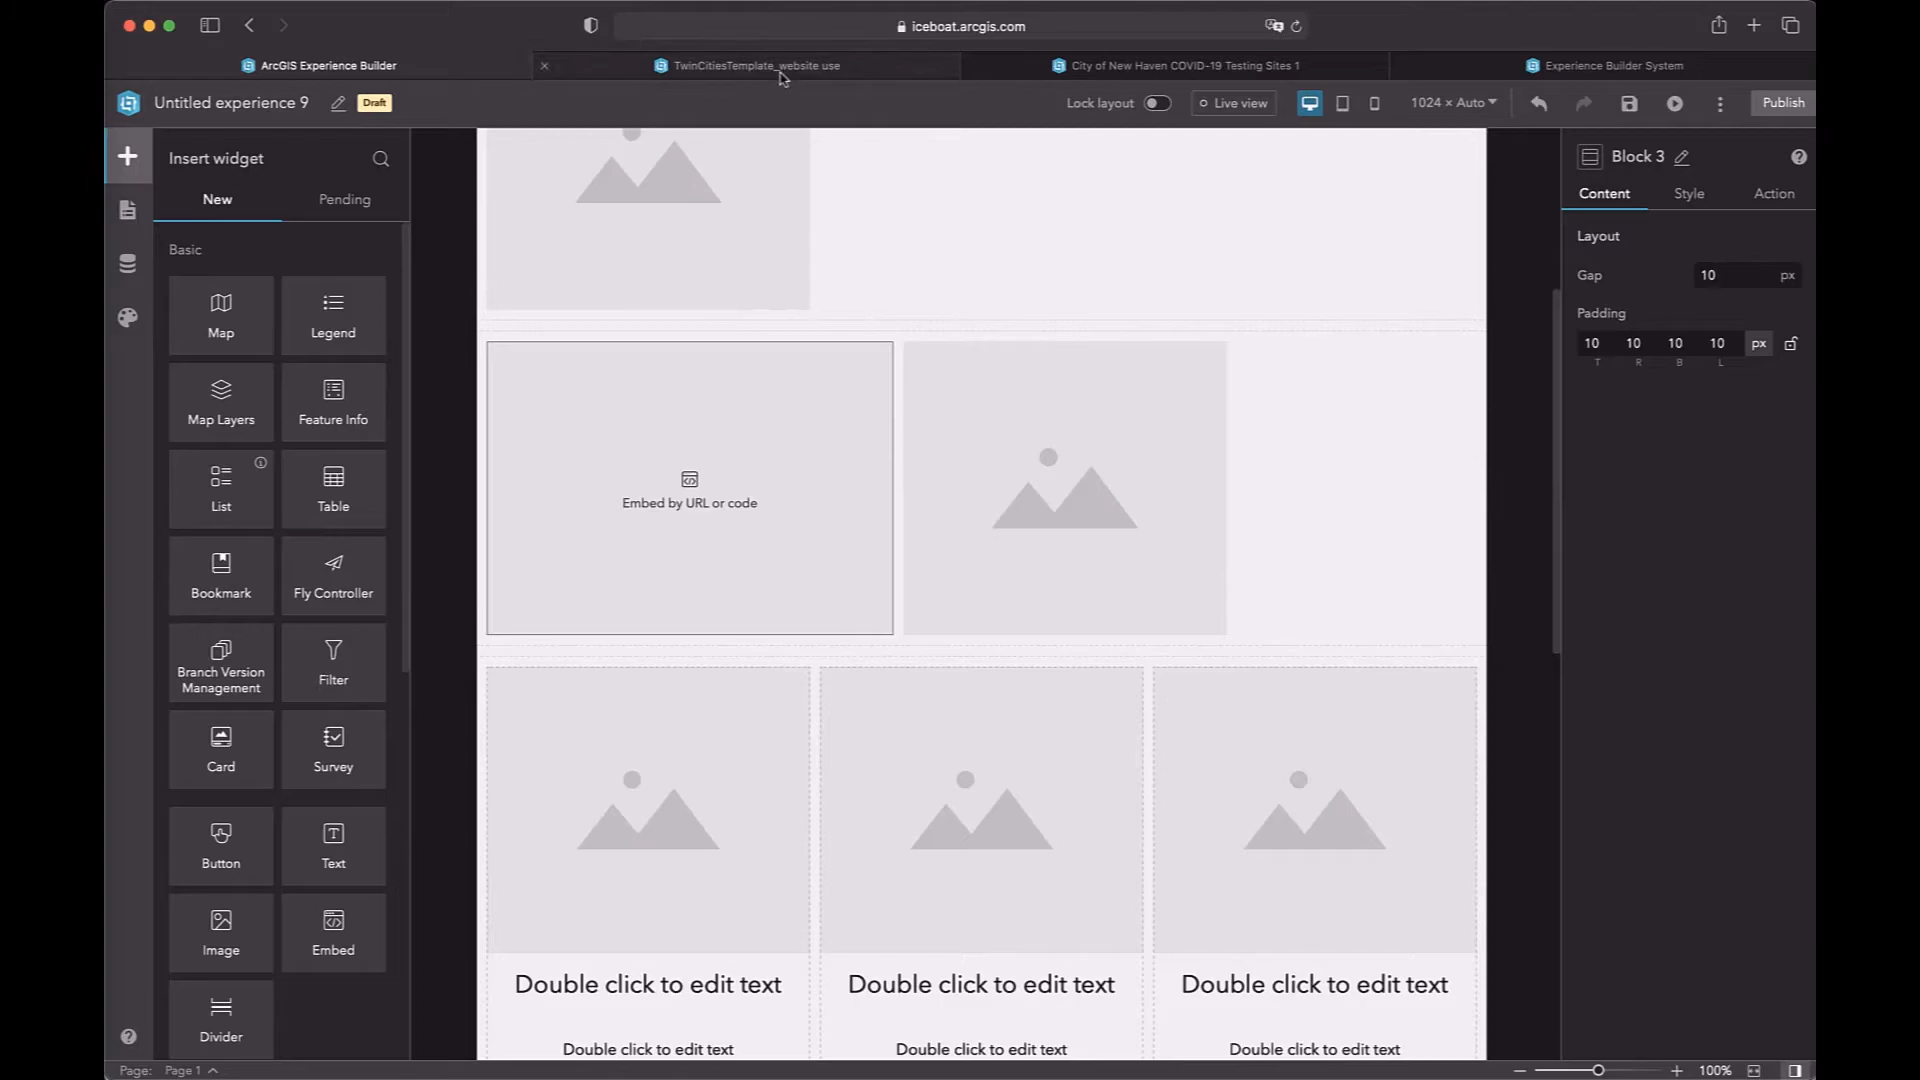 iceboat.arcgis.com
ArcGIS Experience Builder
TwinCitiesTemplate_website use
City of New Haven COVID-19 Testing Sites 1
Experience Builder System
Untitled experience 9
Draft
Lock layout
Live view
1024 × Auto
Publish
Insert widget
New
Pending
Basic
Map
Legend
Map Layers
Feature Info
List
Table
Bookmark
Fly Controller
Branch Version
Management
Filter
Card
Survey
Button
Text
Image
Embed
Divider
Embed by URL or code
Double click to edit text
Double click to edit text
Double click to edit text
Double click to edit text
Double click to edit text
Double click to edit text
Block 3
Content
Style
Action
Layout
Gap
10
px
Padding
10
10
10
10
px
T
R
B
L
Page:
Page 1
100%